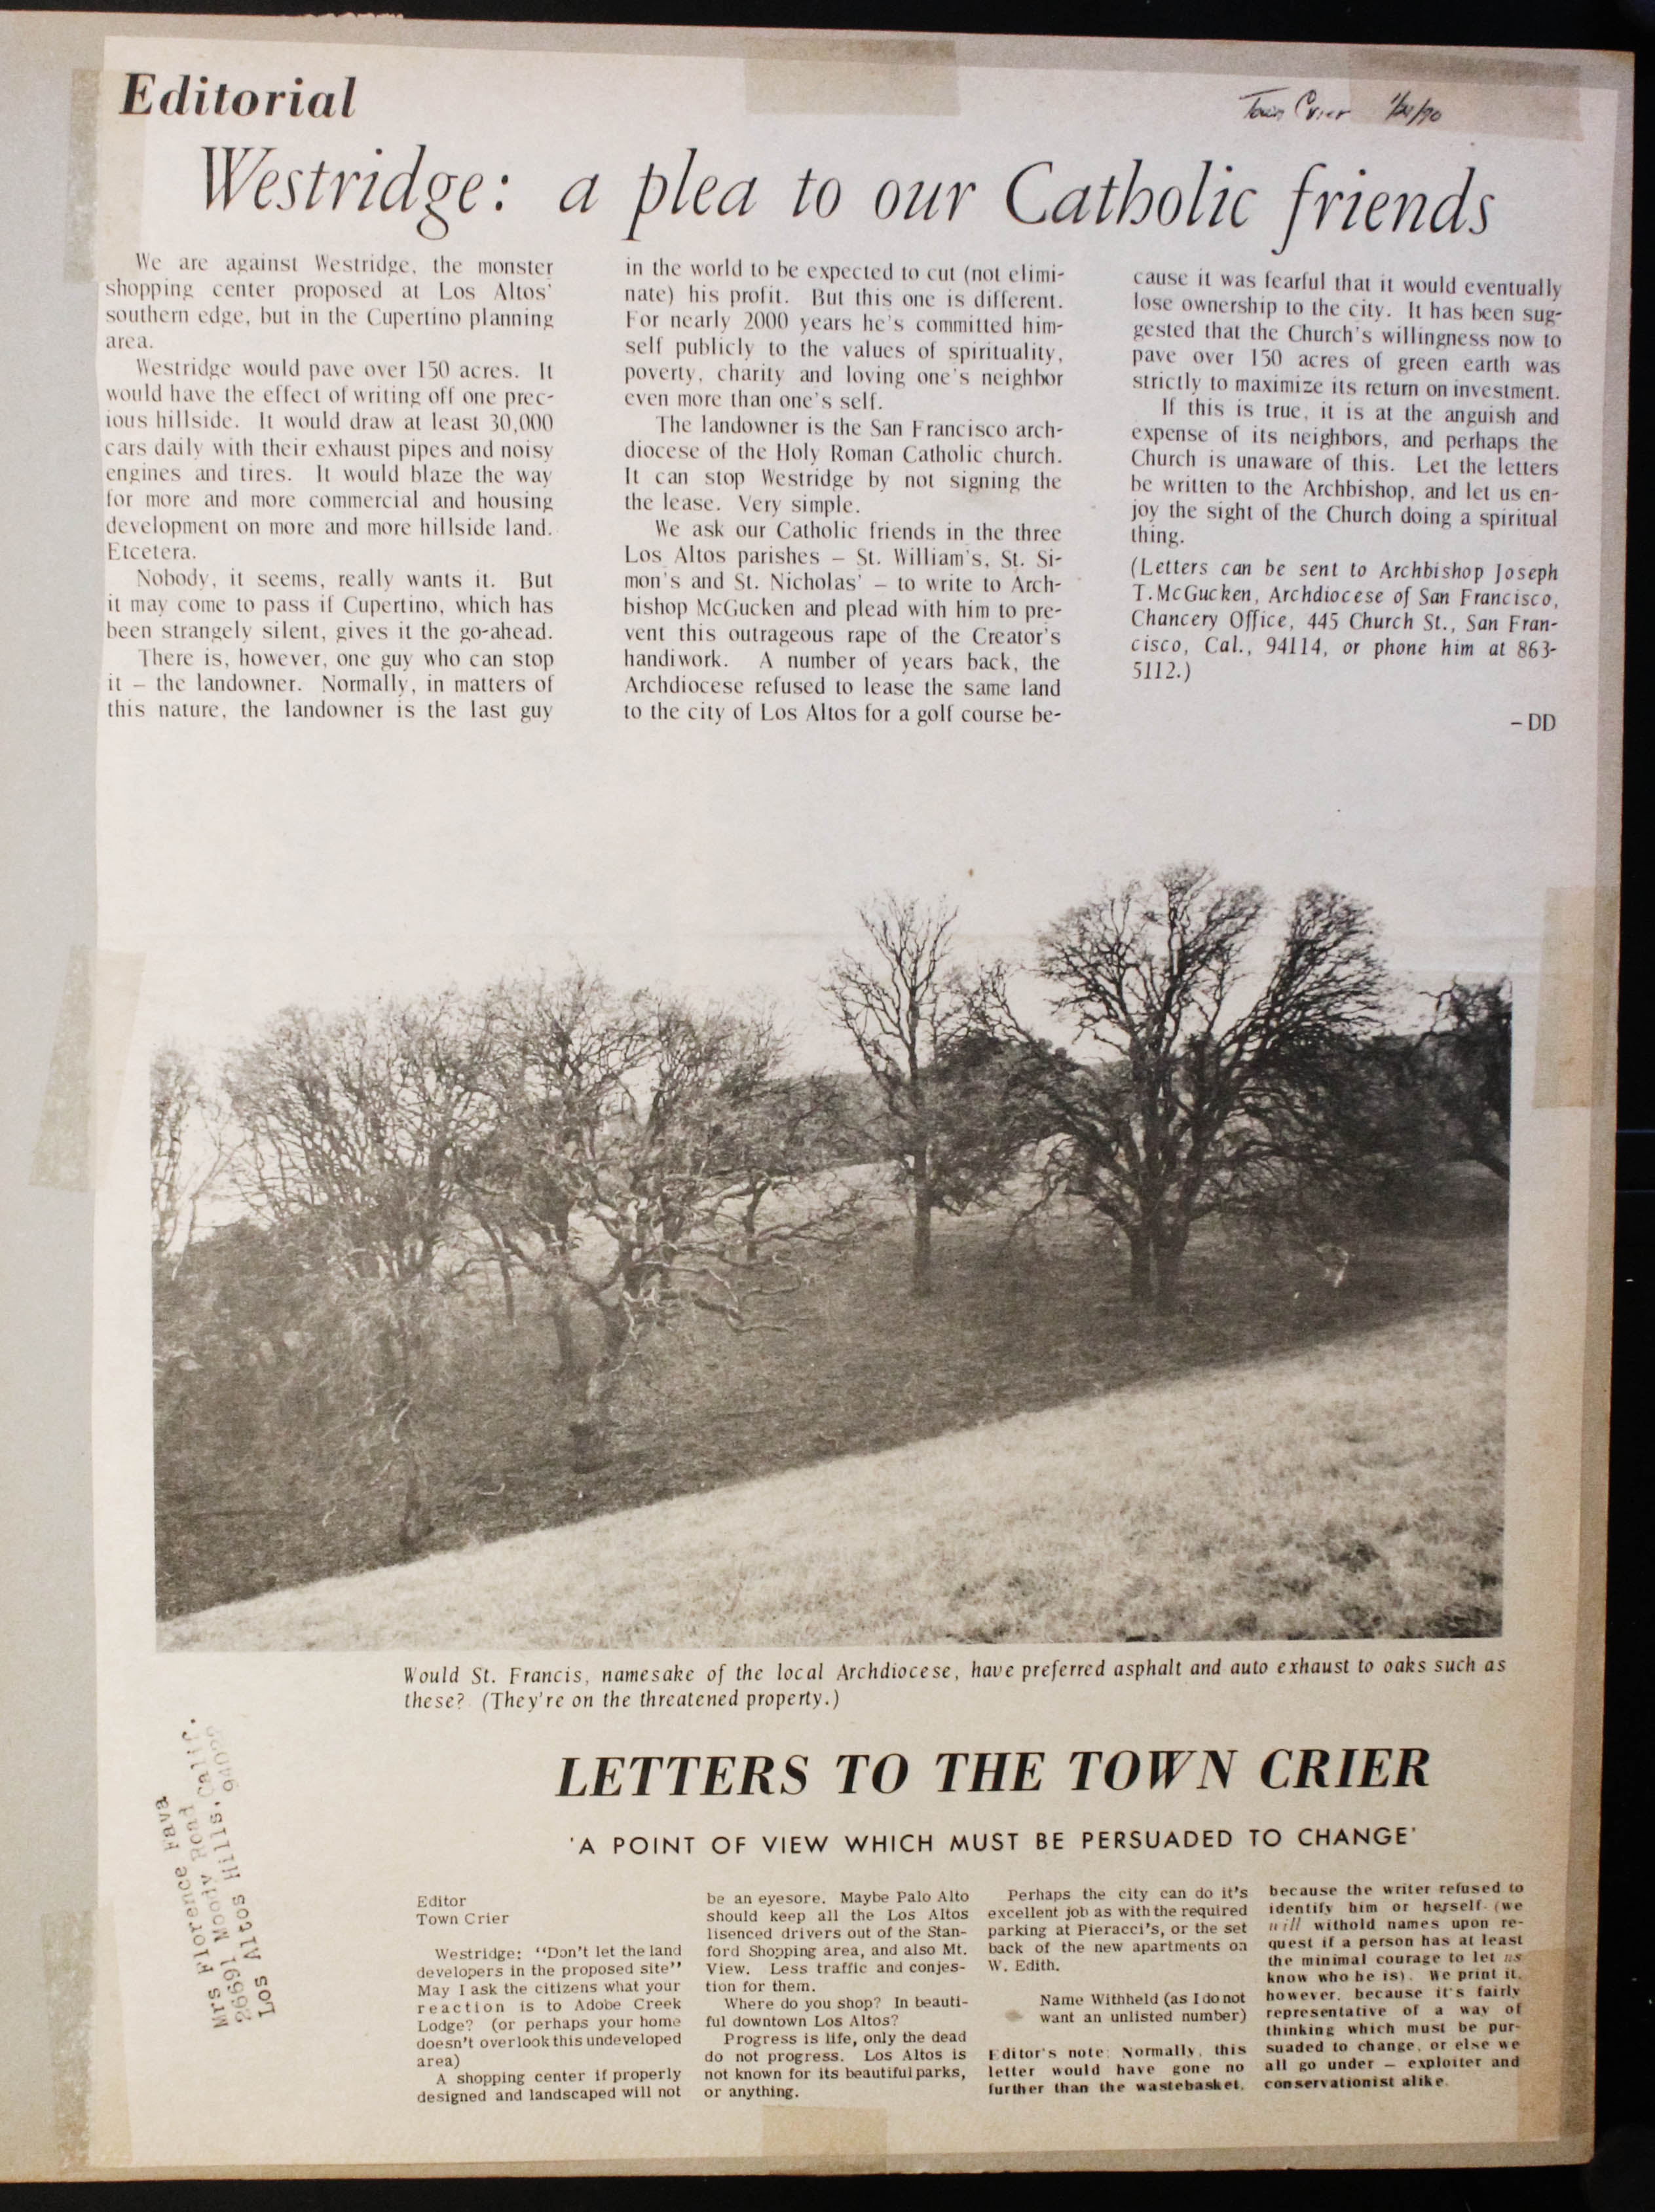 Editorial
Town Crier
Westridge: a plea to our Catholic friends
We are against Westridge, the monster
shopping center proposed at Los Altos'
southern edge, but in the Cupertino planning
area.
Westridge would pave over 150 acres. It
would have the effect of writing off one prec-
ious hillside. It would draw at least 30,000
cars daily with their exhaust pipes and noisy
engines and tires. It would blaze the way
for more and more commercial and housing
development on more and more hillside land.
Etcetera.
Nobody, it seems, really wants it. But
it may come to pass if Cupertino, which has
been strangely silent, gives it the go-ahead.
There is, however, one guy who can stop
it – the landowner. Normally, in matters of
this nature, the landowner is the last guy
in the world to be expected to cut (not elimi-
nate) his profit. But this one is different.
For nearly 2000 years he's committed him-
self publicly to the values of spirituality,
poverty, charity and loving one's neighbor
even more than one's self.
The landowner is the San Francisco arch-
diocese of the Holy Roman Catholic church.
It can stop Westridge by not signing the
the lease. Very simple.
We ask our Catholic friends in the three
Los Altos parishes – St. William's, St. Si-
mon's and St. Nicholas' – to write to Arch-
bishop McGucken and plead with him to pre-
vent this outrageous rape of the Creator's
handiwork. A number of years back, the
Archdiocese refused to lease the same land
to the city of Los Altos for a golf course be-
cause it was fearful that it would eventually
lose ownership to the city. It has been sug-
gested that the Church's willingness now to
pave over 150 acres of green earth was
strictly to maximize its return on investment.
If this is true, it is at the anguish and
expense of its neighbors, and perhaps the
Church is unaware of this. Let the letters
be written to the Archbishop, and let us en-
joy the sight of the Church doing a spiritual
thing.
(Letters can be sent to Archbishop Joseph
T.McGucken, Archdiocese of San Francisco,
Chancery Office, 445 Church St., San Fran-
cisco, Cal., 94114, or phone him at 863-
5112.)
– DD
Would St. Francis, namesake of the local Archdiocese, have preferred asphalt and auto exhaust to oaks such as
these? (They're on the threatened property.)
Mrs Florence Fava
26691 Moody Road
Los Altos Hills, Calif.
LETTERS TO THE TOWN CRIER
'A POINT OF VIEW WHICH MUST BE PERSUADED TO CHANGE'
Editor
Town Crier
Westridge: "Don't let the land
developers in the proposed site"
May I ask the citizens what your
reaction is to Adobe Creek
Lodge? (or perhaps your home
doesn't overlook this undeveloped
area)
A shopping center if properly
designed and landscaped will not
be an eyesore. Maybe Palo Alto
should keep all the Los Altos
lisenced drivers out of the Stan-
ford Shopping area, and also Mt.
View. Less traffic and conjes-
tion for them.
Where do you shop? In beauti-
ful downtown Los Altos?
Progress is life, only the dead
do not progress. Los Altos is
not known for its beautiful parks,
or anything.
Perhaps the city can do it's
excellent job as with the required
parking at Pieracci's, or the set
back of the new apartments on
W. Edith.
Name Withheld (as I do not
want an unlisted number)
Editor's note: Normally, this
letter would have gone no
further than the wastebasket,
because the writer refused to
identify him or herself (we
will withold names upon re-
quest if a person has at least
the minimal courage to let us
know who he is). We print it,
however, because it's fairly
representative of a way of
thinking which must be pur-
suaded to change, or else we
all go under – exploiter and
conservationist alike.